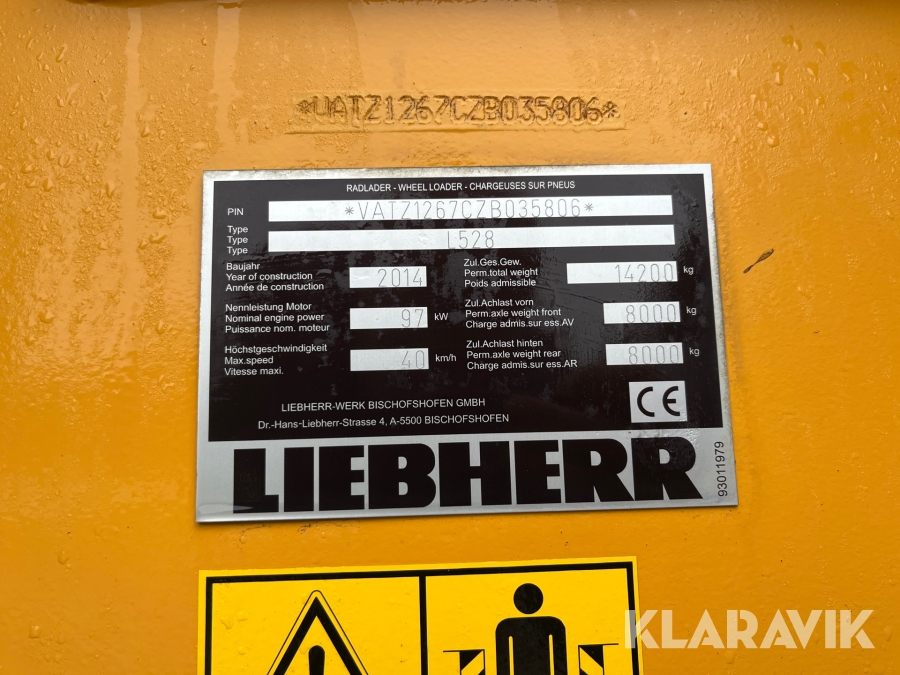 *VATZ1267CZB035806*
RADLADER - WHEEL LOADER - CHARGEUSES SUR PNEUS
PIN *VATZ1267CZB035806*
Type
Type L528
Type
Baujahr
Year of construction 2014
Année de construction
Zul.Ges.Gew.
Perm.total weight 14200 kg
Poids admissible
Nennleistung Motor
Nominal engine power 97 kW
Puissance nom. moteur
Zul.Achlast vorn
Perm.axle weight front 8000 kg
Charge admis.sur ess.AV
Höchstgeschwindigkeit
Max.speed 40 km/h
Vitesse maxi.
Zul.Achlast hinten
Perm.axle weight rear 8000 kg
Charge admis.sur ess.AR
LIEBHERR-WERK BISCHOFSHOFEN GMBH
Dr.-Hans-Liebherr-Strasse 4, A-5500 BISCHOFSHOFEN
CE
LIEBHERR
93011979
KLARAVIK